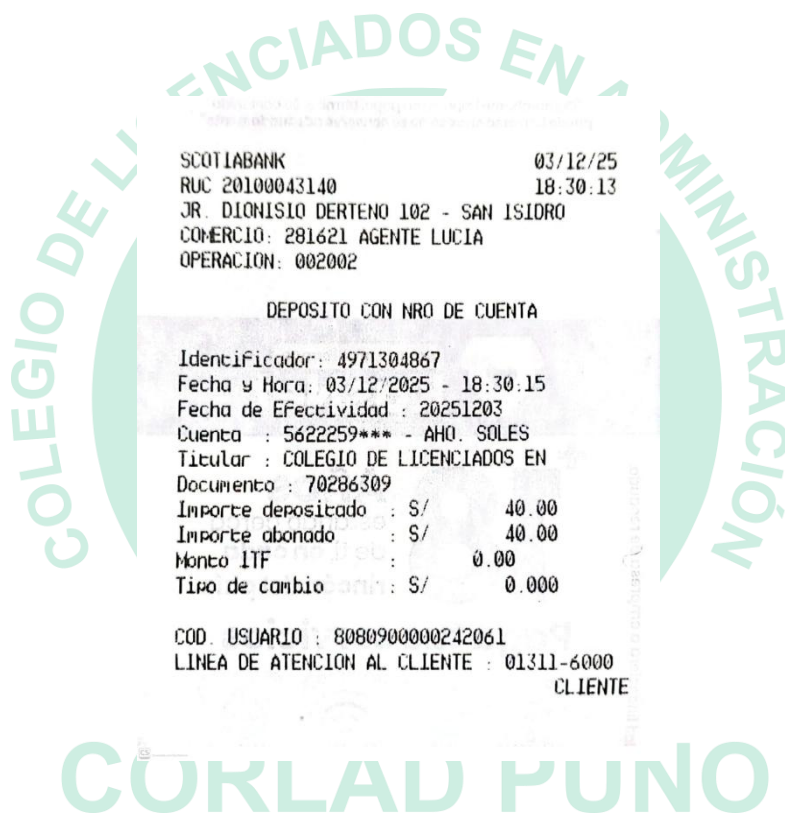 COLEGIO DE LICENCIADOS EN ADMINISTRACIÓN
SCOTIABANK 03/12/25
RUC 20100043140 18:30:13
JR. DIONISIO DERTENO 102 - SAN ISIDRO
COMERCIO: 281621 AGENTE LUCIA
OPERACION: 002002
DEPOSITO CON NRO DE CUENTA
Identificador: 4971304867
Fecha y Hora: 03/12/2025 - 18:30:15
Fecha de Efectividad : 20251203
Cuenta : 5622259*** - AHO. SOLES
Titular : COLEGIO DE LICENCIADOS EN
Documento : 70286309
Importe depositado : S/ 40.00
Importe abonado : S/ 40.00
Monto ITF : 0.00
Tipo de cambio : S/ 0.000
COD. USUARIO : 8080900000242061
LINEA DE ATENCION AL CLIENTE : 01311-6000
CLIENTE
CORLAD PUNO